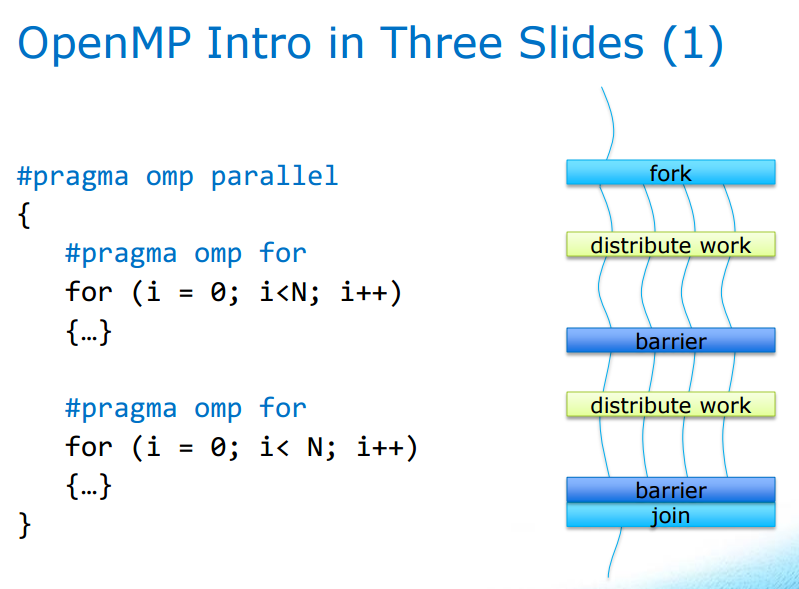 OpenMP Intro in Three Slides (1)
#pragma omp parallel
{
#pragma omp for
for (i = 0; i<N; i++)
{…}
#pragma omp for
for (i = 0; i< N; i++)
{…}
}
fork
distribute work
barrier
distribute work
barrier
join